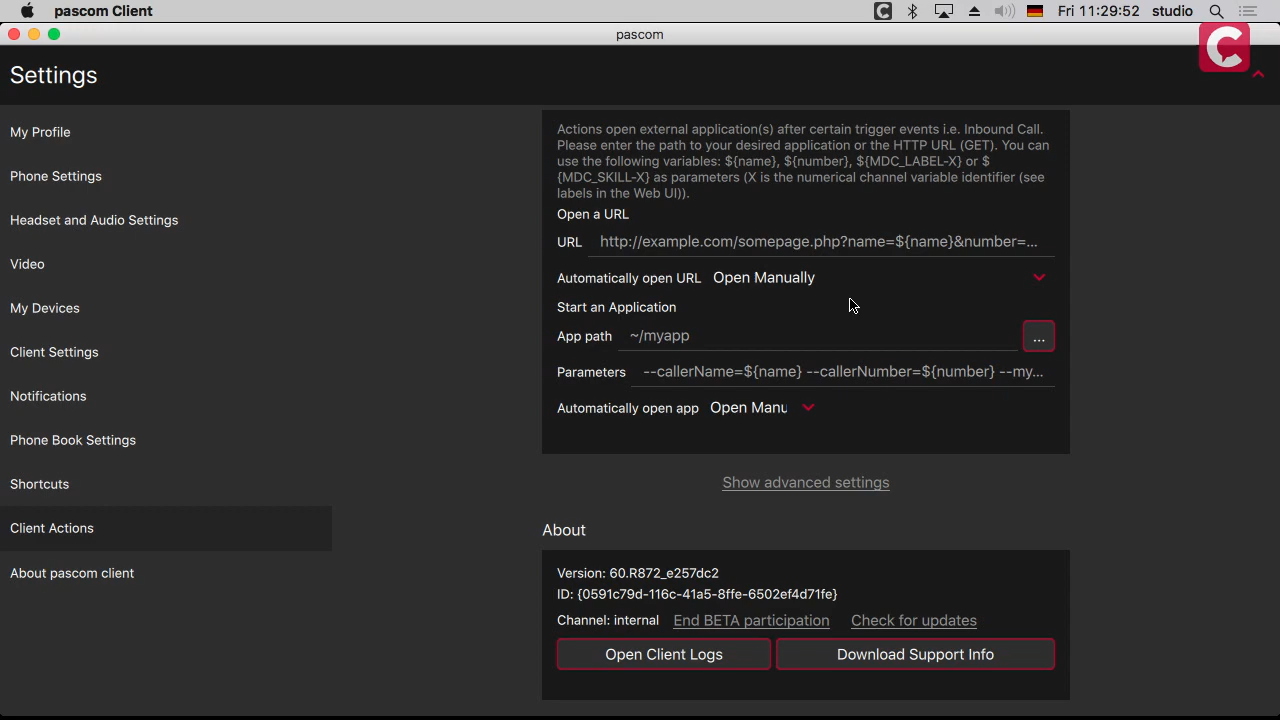 pascom Client
Fri 11:29:52 studio
pascom
Settings
My Profile
Phone Settings
Headset and Audio Settings
Video
My Devices
Client Settings
Notifications
Phone Book Settings
Shortcuts
Client Actions
About pascom client
Actions open external application(s) after certain trigger events i.e. Inbound Call.
Please enter the path to your desired application or the HTTP URL (GET). You can
use the following variables: ${name}, ${number}, ${MDC_LABEL-X} or $
{MDC_SKILL-X} as parameters (X is the numerical channel variable identifier (see
labels in the Web UI)).
Open a URL
URL http://example.com/somepage.php?name=${name}&number=...
Automatically open URL Open Manually
Start an Application
App path ~/myapp ...
Parameters --callerName=${name} --callerNumber=${number} --my...
Automatically open app Open Manu
Show advanced settings
About
Version: 60.R872_e257dc2
ID: {0591c79d-116c-41a5-8ffe-6502ef4d71fe}
Channel: internal End BETA participation Check for updates
Open Client Logs Download Support Info